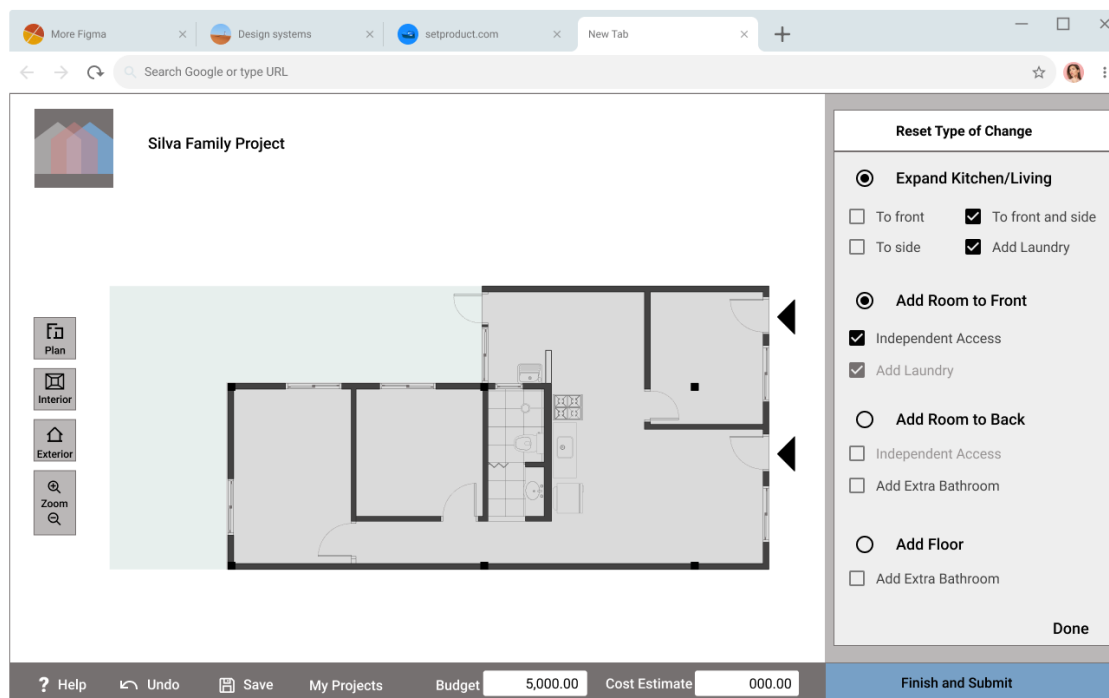 More Figma
Design systems
setproduct.com
New Tab
Search Google or type URL
Silva Family Project
Reset Type of Change
Expand Kitchen/Living
To front
To front and side
To side
Add Laundry
Add Room to Front
Independent Access
Add Laundry
Add Room to Back
Independent Access
Add Extra Bathroom
Add Floor
Add Extra Bathroom
Done
Plan
Interior
Exterior
Zoom
? Help
Undo
Save
My Projects
Budget
5,000.00
Cost Estimate
000.00
Finish and Submit